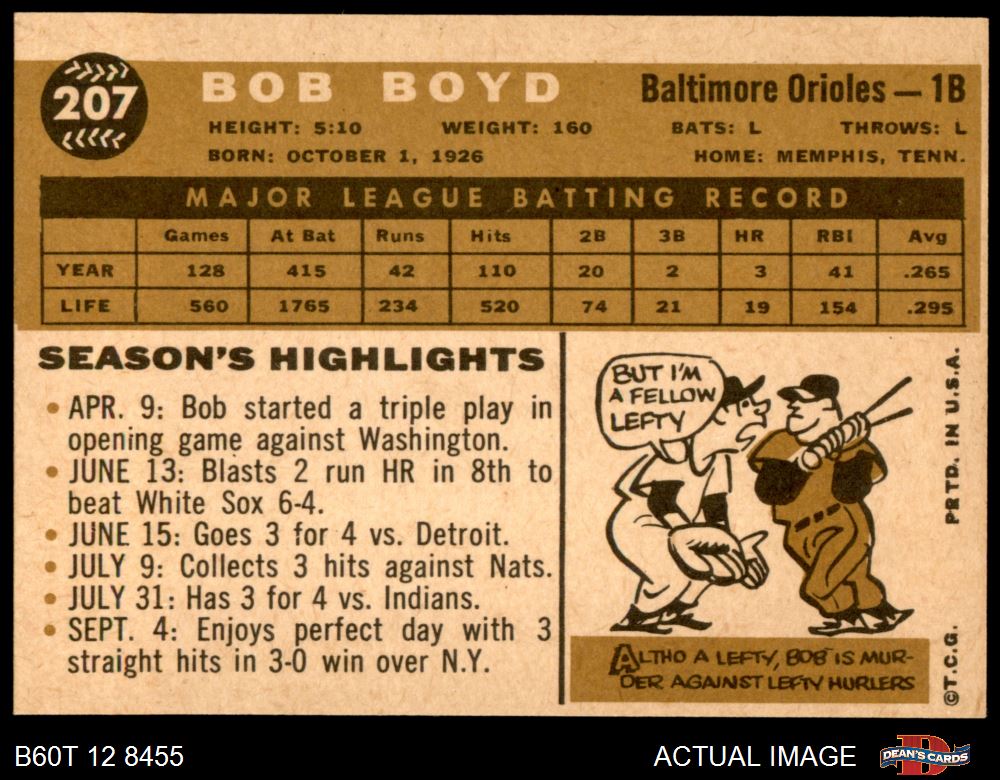 207
BOB BOYD
Baltimore Orioles — 1B
HEIGHT: 5:10 WEIGHT: 160 BATS: L THROWS: L
BORN: OCTOBER 1, 1926 HOME: MEMPHIS, TENN.
MAJOR LEAGUE BATTING RECORD
Games At Bat Runs Hits 2B 3B HR RBI Avg
YEAR 128 415 42 110 20 2 3 41 .265
LIFE 560 1765 234 520 74 21 19 154 .295
SEASON'S HIGHLIGHTS
• APR. 9: Bob started a triple play in
opening game against Washington.
• JUNE 13: Blasts 2 run HR in 8th to
beat White Sox 6-4.
• JUNE 15: Goes 3 for 4 vs. Detroit.
• JULY 9: Collects 3 hits against Nats.
• JULY 31: Has 3 for 4 vs. Indians.
• SEPT. 4: Enjoys perfect day with 3
straight hits in 3-0 win over N.Y.
BUT I'M
A FELLOW
LEFTY
ALTHO A LEFTY, BOB IS MUR-
DER AGAINST LEFTY HURLERS
©T.C.G. PRTD. IN U.S.A.
B60T 12 8455
ACTUAL IMAGE
DEAN'S CARDS